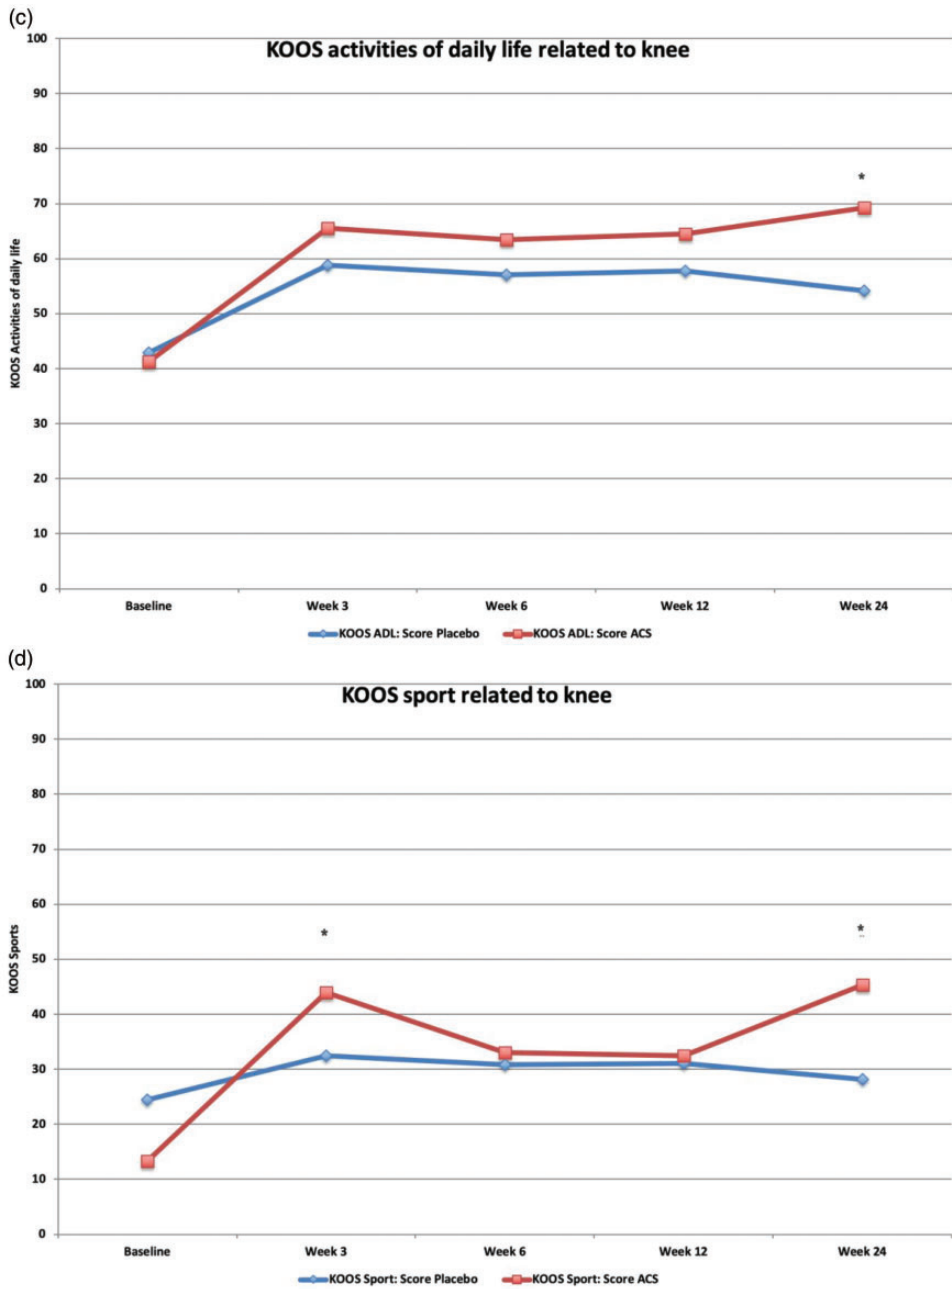 (c)
KOOS activities of daily life related to knee
100
90
80
70
60
50
40
30
20
10
0
KOOS Activities of daily life
*
Baseline Week 3 Week 6 Week 12 Week 24
KOOS ADL: Score Placebo KOOS ADL: Score ACS
(d)
KOOS sport related to knee
100
90
80
70
60
50
40
30
20
10
0
KOOS Sports
* *
Baseline Week 3 Week 6 Week 12 Week 24
KOOS Sport: Score Placebo KOOS Sport: Score ACS